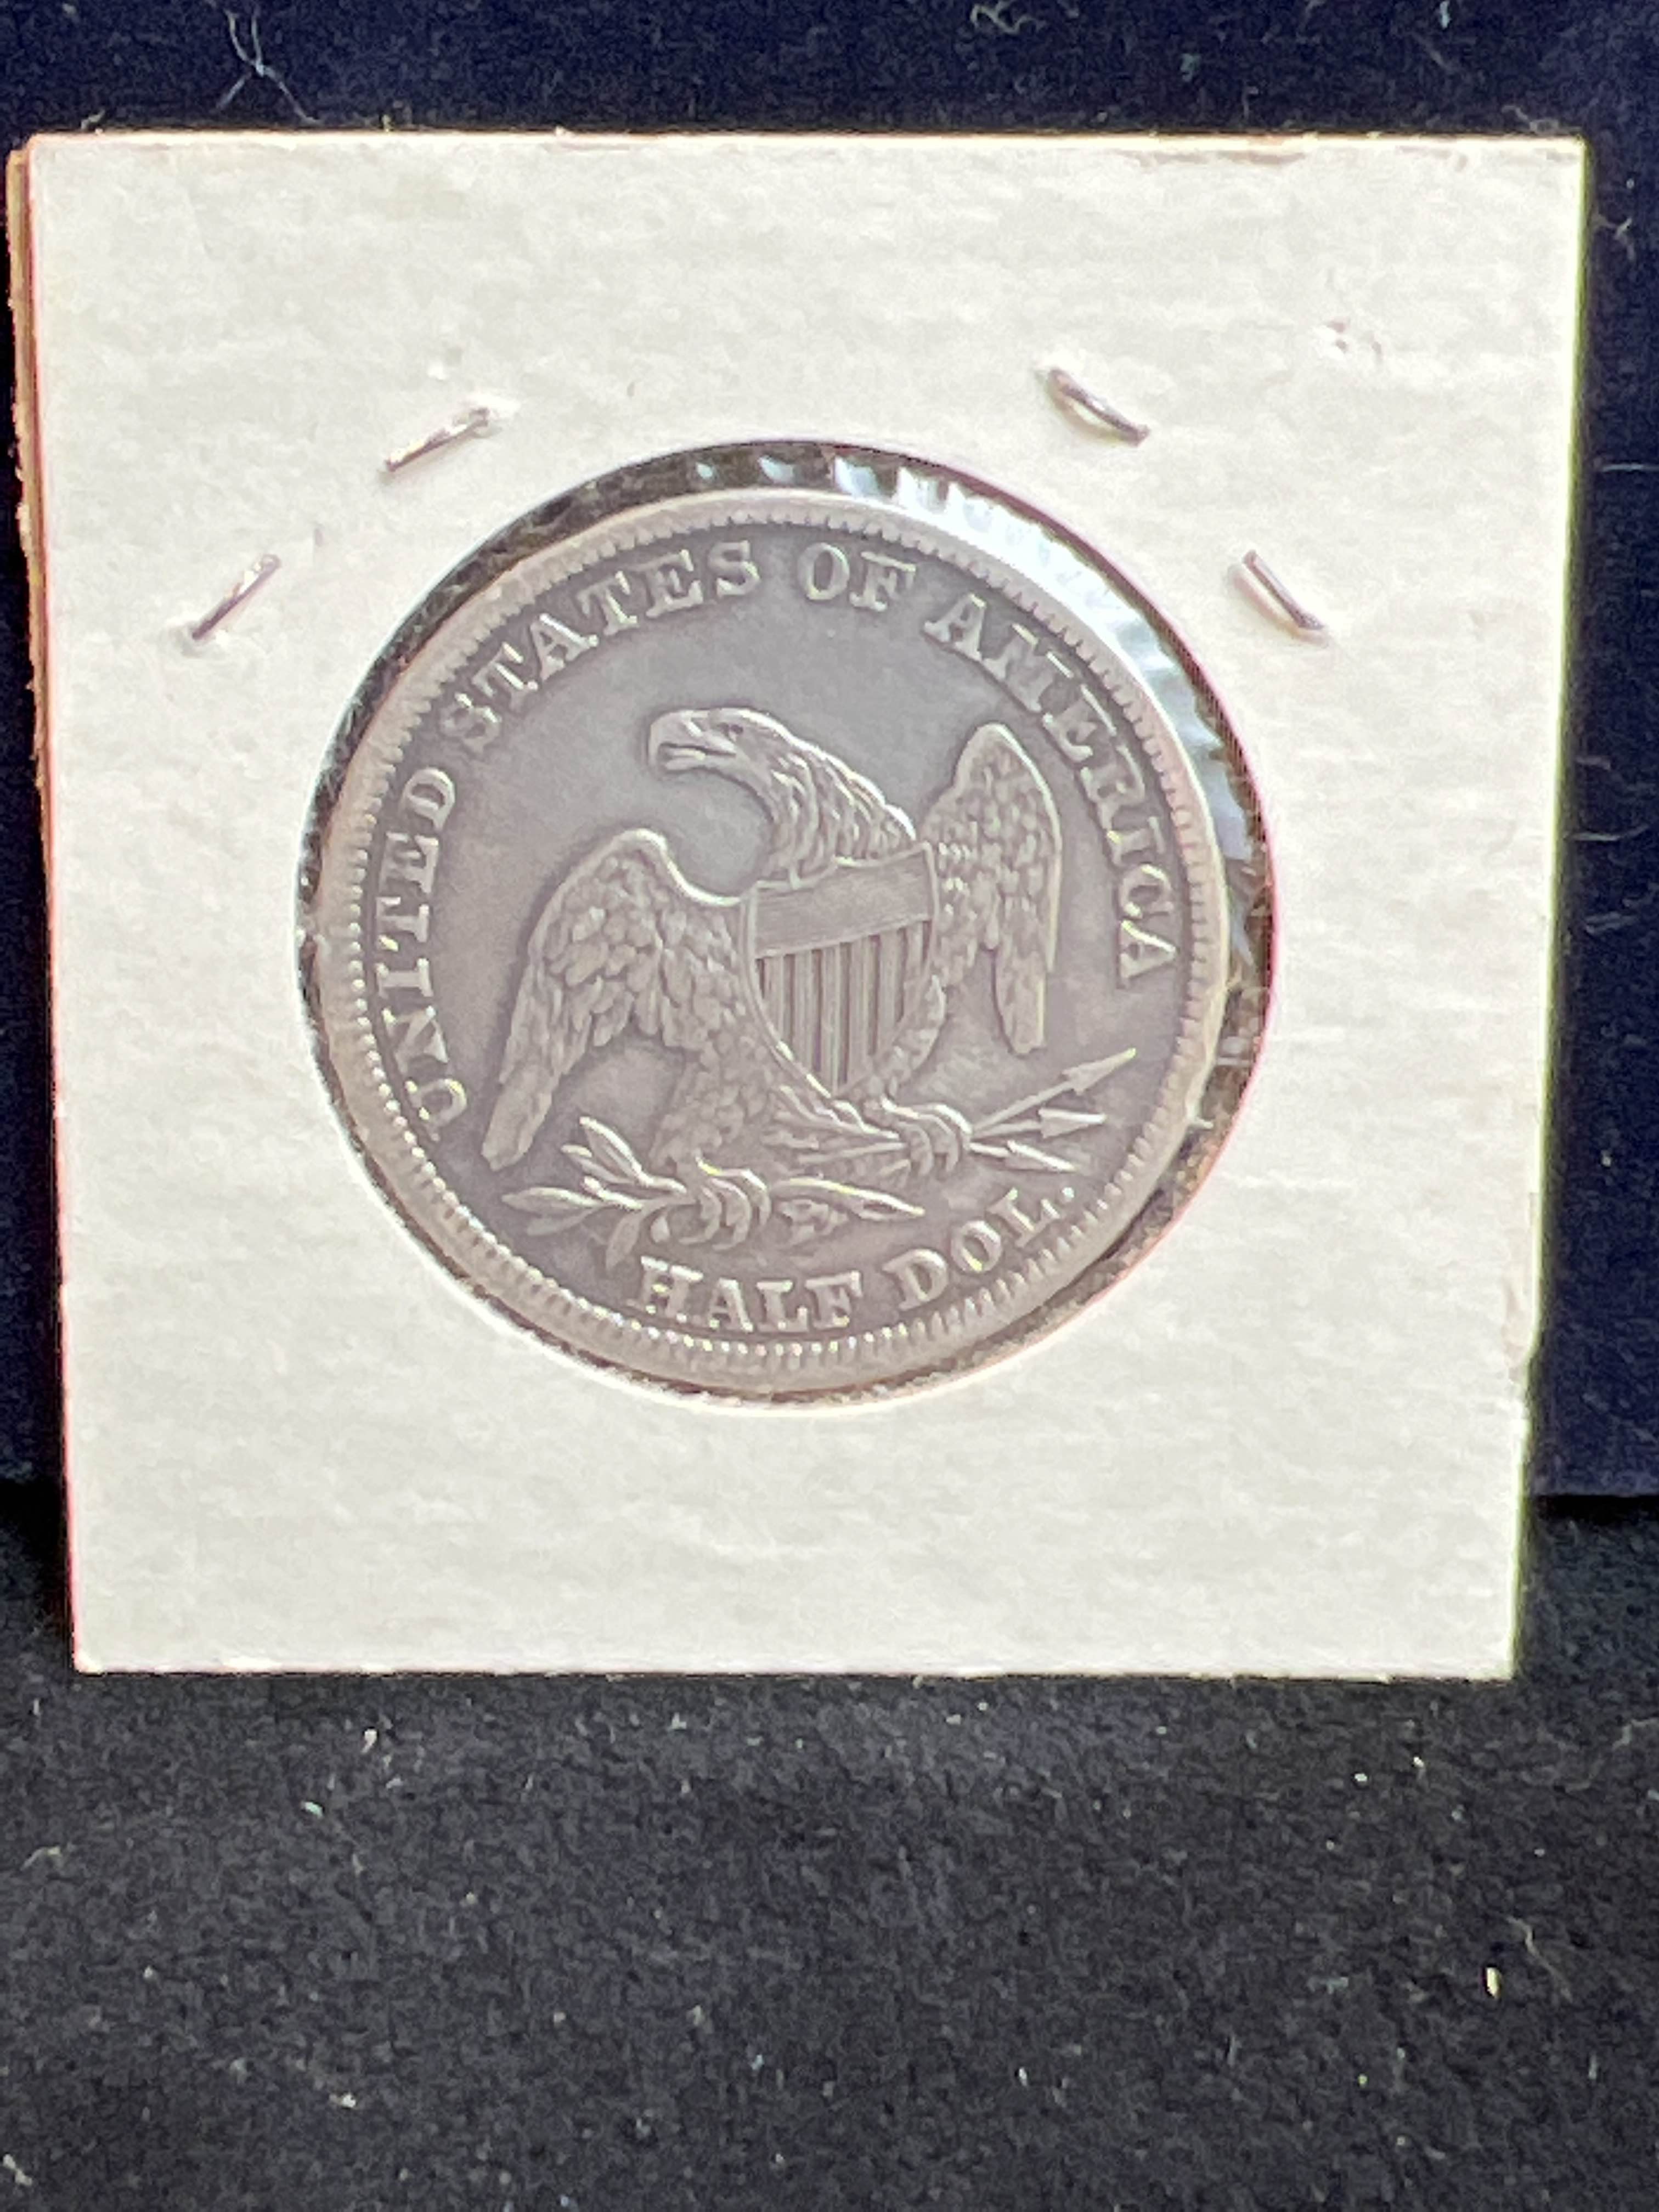 UNITED STATES OF AMERICA
HALF DOL.